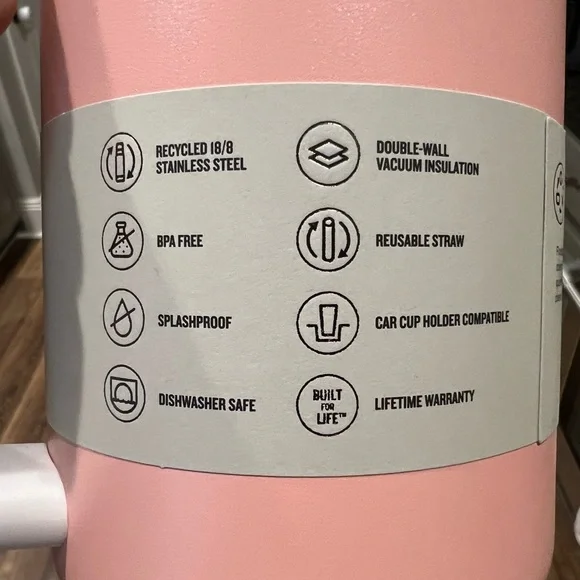 RECYCLED 18/8
STAINLESS STEEL
DOUBLE-WALL
VACUUM INSULATION
BPA FREE
REUSABLE STRAW
SPLASHPROOF
CAR CUP HOLDER COMPATIBLE
DISHWASHER SAFE
BUILT
FOR
LIFE™
LIFETIME WARRANTY